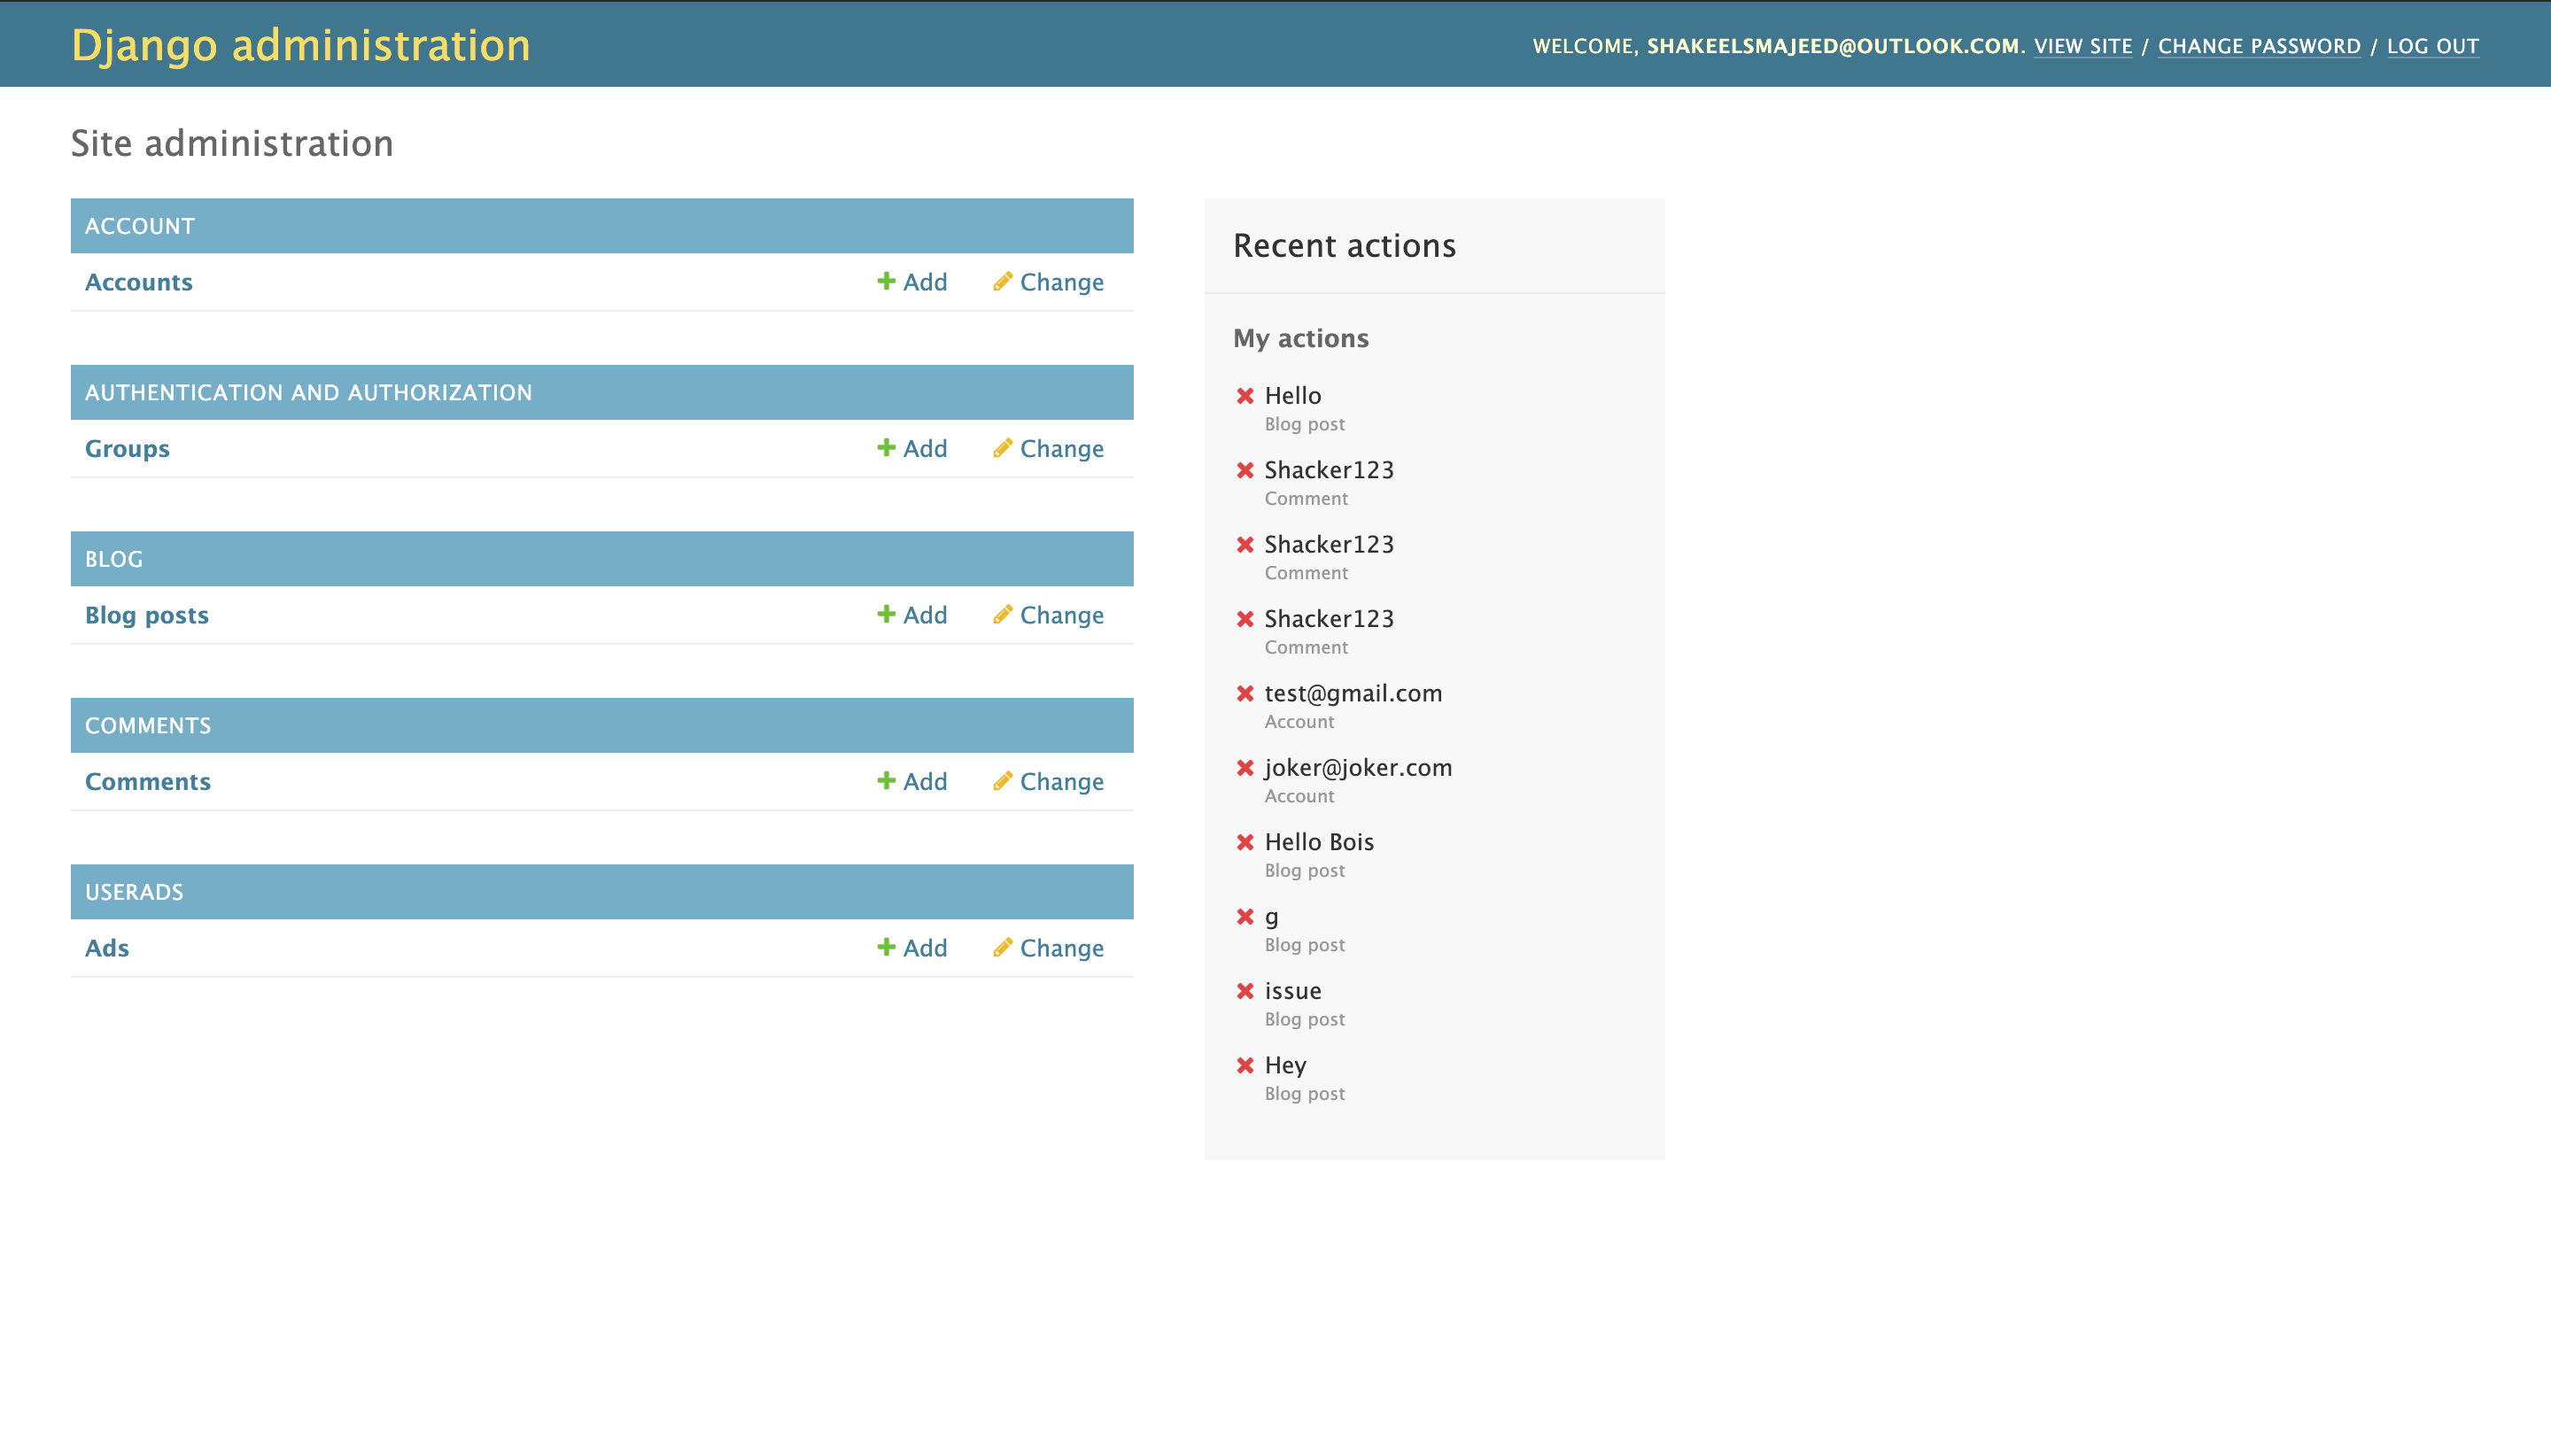 Django administration
WELCOME, SHAKEELSMAJEED@OUTLOOK.COM. VIEW SITE / CHANGE PASSWORD / LOG OUT
Site administration
ACCOUNT
Accounts Add Change
AUTHENTICATION AND AUTHORIZATION
Groups Add Change
BLOG
Blog posts Add Change
COMMENTS
Comments Add Change
USERADS
Ads Add Change
Recent actions
My actions
Hello
Blog post
Shacker123
Comment
Shacker123
Comment
Shacker123
Comment
test@gmail.com
Account
joker@joker.com
Account
Hello Bois
Blog post
g
Blog post
issue
Blog post
Hey
Blog post